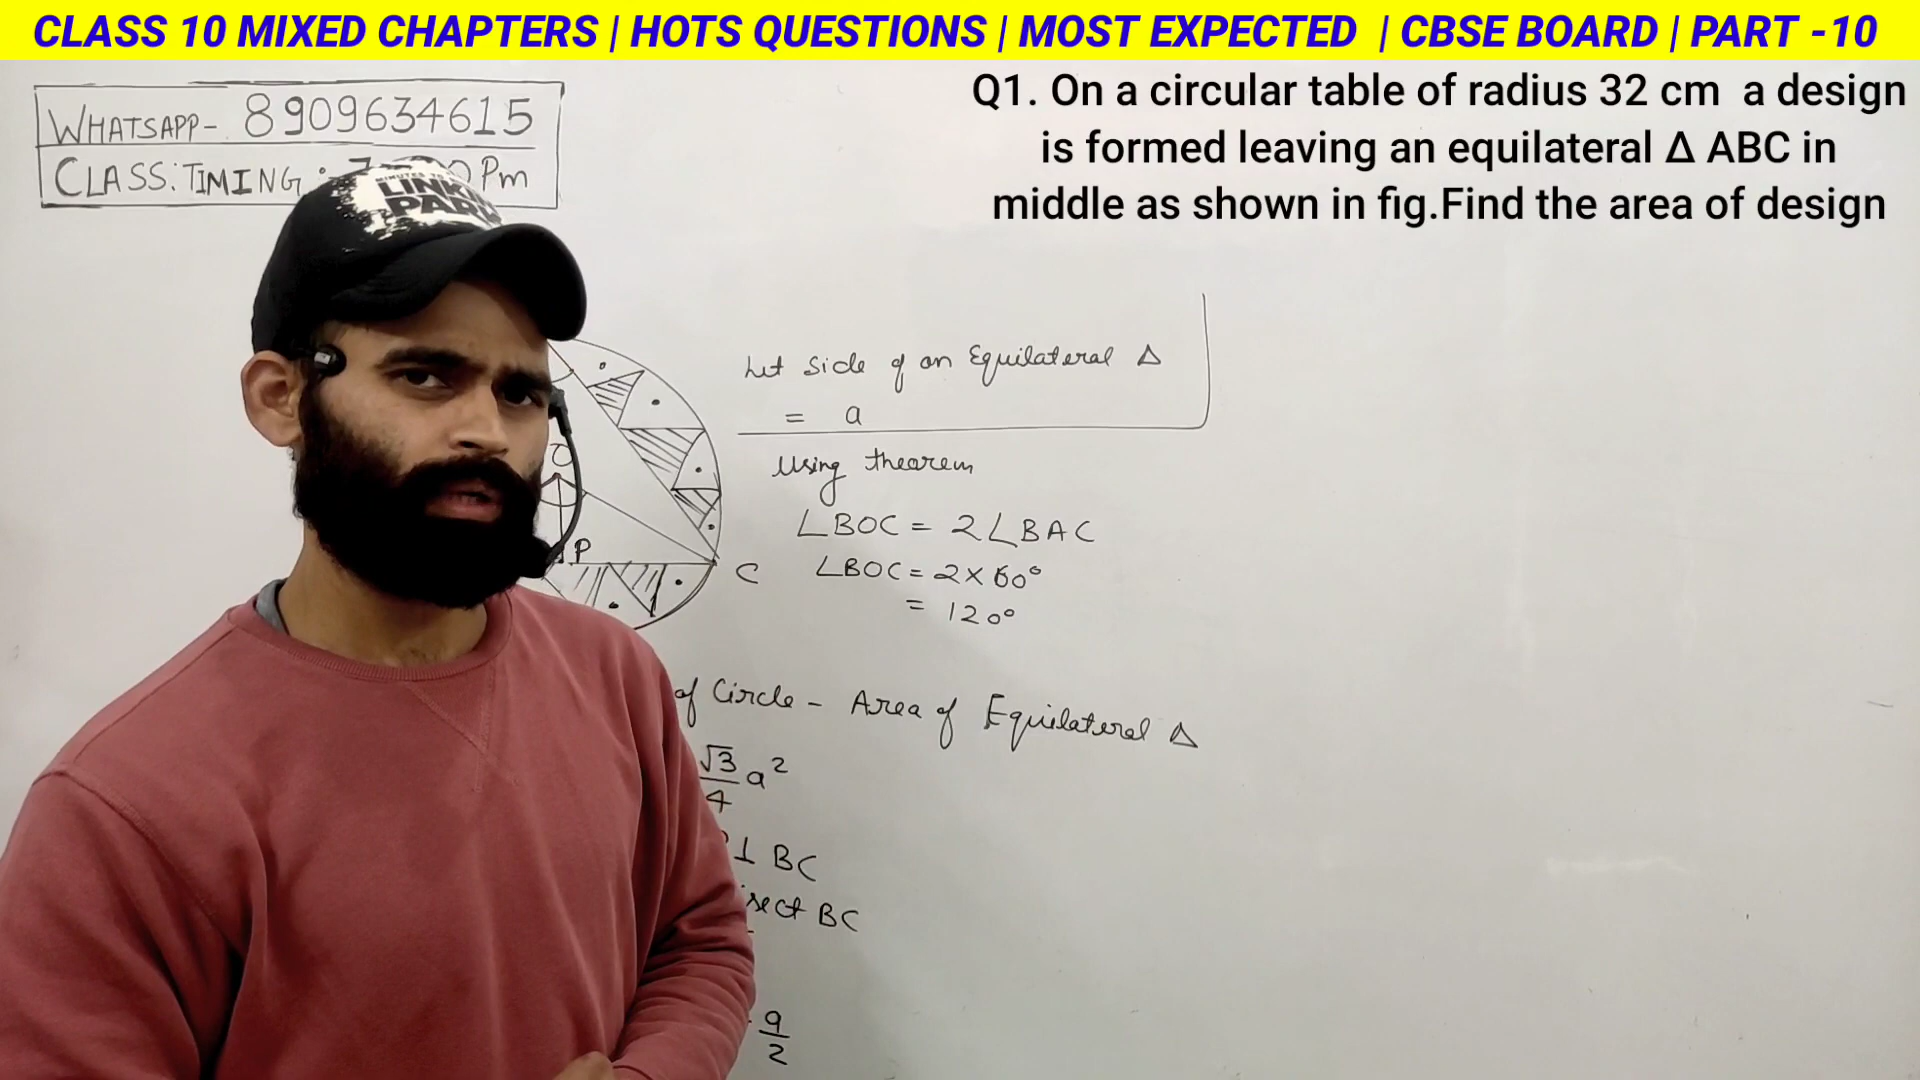 CLASS 10 MIXED CHAPTERS | HOTS QUESTIONS | MOST EXPECTED | CBSE BOARD | PART -10
WHATSAPP- 8909634615
CLASS:TIMING: Pm
Q1. On a circular table of radius 32 cm a design
is formed leaving an equilateral Δ ABC in
middle as shown in fig.Find the area of design
LINK
PARK
Let Side of an Equilateral Δ
= a
Using theorem
∠BOC = 2∠BAC
∠BOC = 2×60°
= 120°
O
P
C
of Circle - Area of Equilateral Δ
√3/4 a²
⊥ BC
BC
a/2